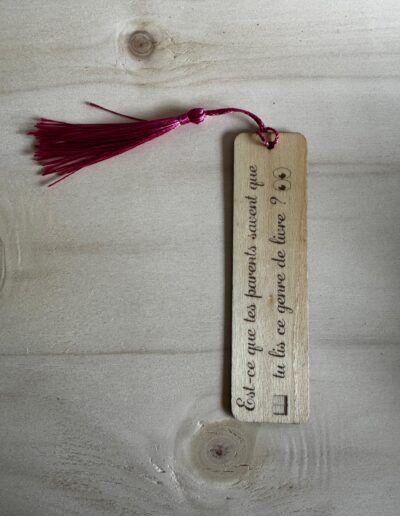 Est-ce que tes parents savent que
tu lis ce genre de livre ? 👀